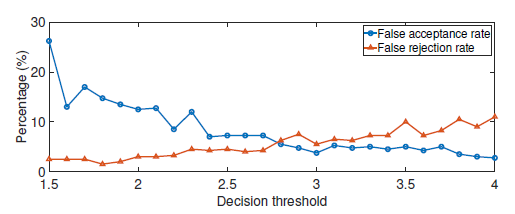 30
False acceptance rate
False rejection rate
20
Percentage (%)
10
0
1.5 2 2.5 3 3.5 4
Decision threshold